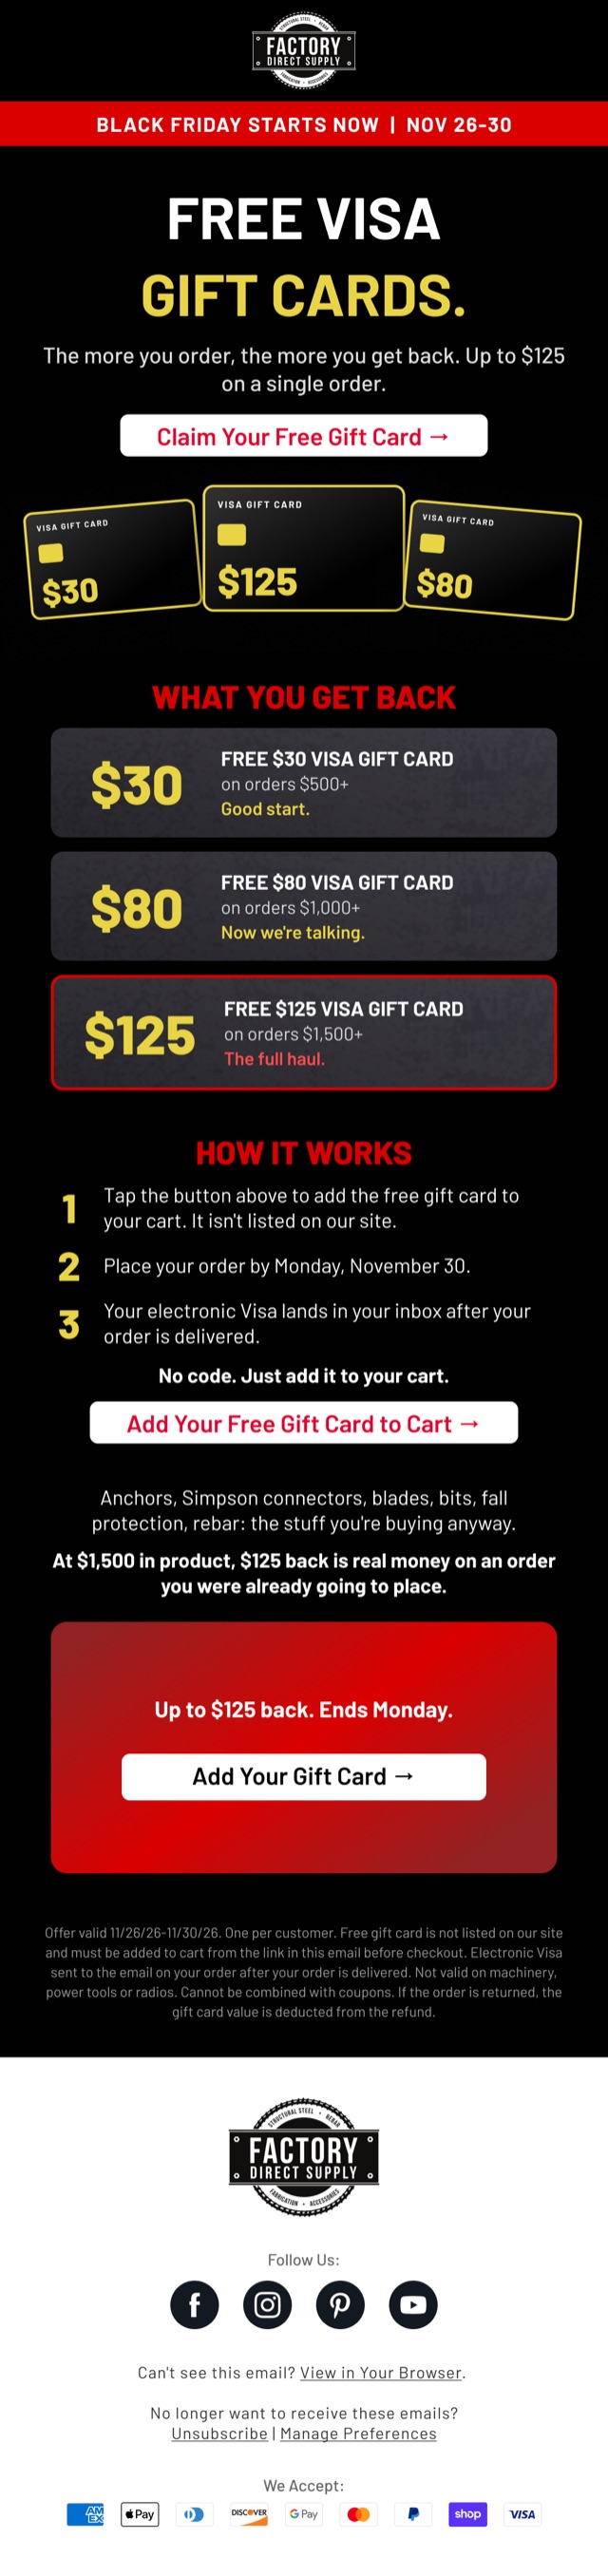 STRUCTURAL STEEL • REBAR
FACTORY
DIRECT SUPPLY
FABRICATION • ACCESSORIES
BLACK FRIDAY STARTS NOW | NOV 26-30
FREE VISA
GIFT CARDS.
The more you order, the more you get back. Up to $125
on a single order.
Claim Your Free Gift Card →
VISA GIFT CARD
$30
VISA GIFT CARD
$125
VISA GIFT CARD
$80
WHAT YOU GET BACK
$30
FREE $30 VISA GIFT CARD
on orders $500+
Good start.
$80
FREE $80 VISA GIFT CARD
on orders $1,000+
Now we're talking.
$125
FREE $125 VISA GIFT CARD
on orders $1,500+
The full haul.
HOW IT WORKS
1
Tap the button above to add the free gift card to
your cart. It isn't listed on our site.
2
Place your order by Monday, November 30.
3
Your electronic Visa lands in your inbox after your
order is delivered.
No code. Just add it to your cart.
Add Your Free Gift Card to Cart →
Anchors, Simpson connectors, blades, bits, fall
protection, rebar: the stuff you're buying anyway.
At $1,500 in product, $125 back is real money on an order
you were already going to place.
Up to $125 back. Ends Monday.
Add Your Gift Card →
Offer valid 11/26/26-11/30/26. One per customer. Free gift card is not listed on our site
and must be added to cart from the link in this email before checkout. Electronic Visa
sent to the email on your order after your order is delivered. Not valid on machinery,
power tools or radios. Cannot be combined with coupons. If the order is returned, the
gift card value is deducted from the refund.
STRUCTURAL STEEL • REBAR
FACTORY
DIRECT SUPPLY
FABRICATION • ACCESSORIES
Follow Us:
Can't see this email? View in Your Browser.
No longer want to receive these emails?
Unsubscribe | Manage Preferences
We Accept:
AMEX Pay DISCOVER G Pay shop VISA